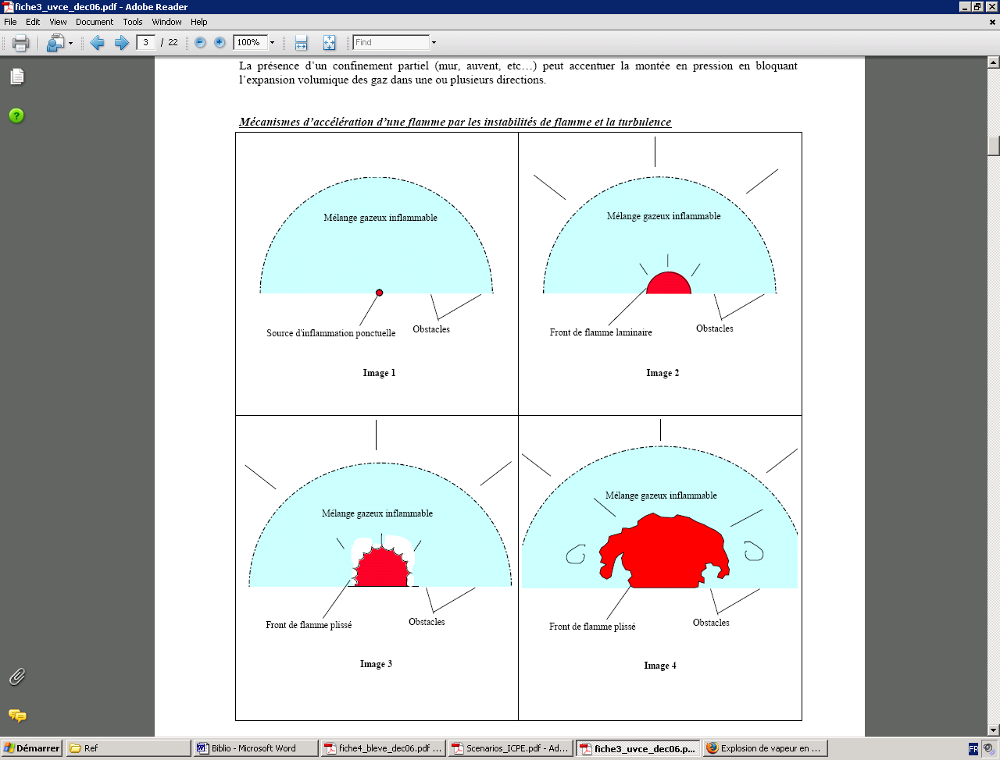 fiche3_uvce_dec06.pdf - Adobe Reader
File Edit View Document Tools Window Help
3 / 22 100% Find
La présence d’un confinement partiel (mur, auvent, etc…) peut accentuer la montée en pression en bloquant
l’expansion volumique des gaz dans une ou plusieurs directions.
Mécanismes d’accélération d’une flamme par les instabilités de flamme et la turbulence
Mélange gazeux inflammable
Source d'inflammation ponctuelle
Obstacles
Image 1
Mélange gazeux inflammable
Front de flamme laminaire
Obstacles
Image 2
Mélange gazeux inflammable
Front de flamme plissé
Obstacles
Image 3
Mélange gazeux inflammable
Front de flamme plissé
Obstacles
Image 4
Démarrer Ref Biblio - Microsoft Word fiche4_bleve_dec06.pdf ... Scenarios_ICPE.pdf - Ad... fiche3_uvce_dec06.p... Explosion de vapeur en ... FR